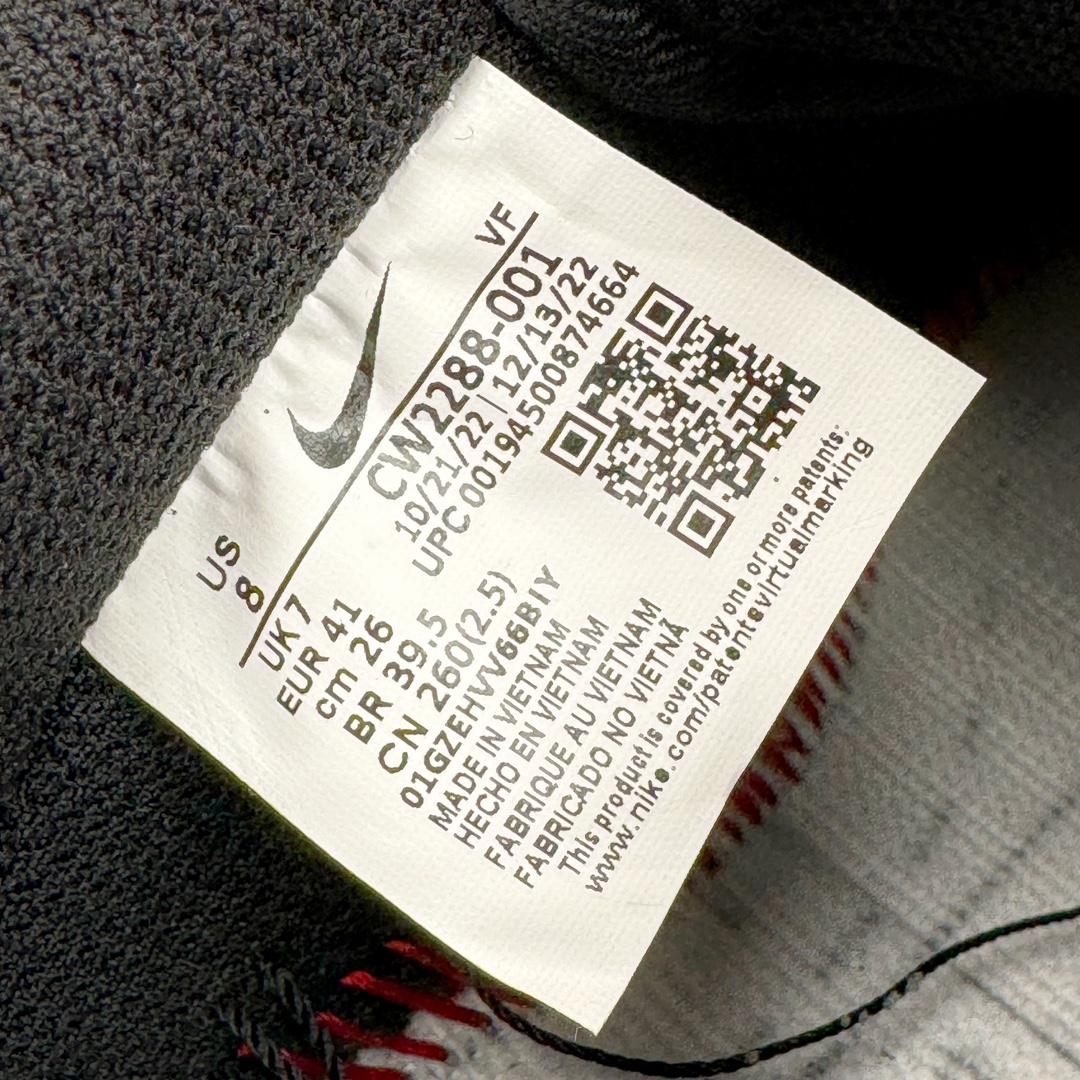 VF
US
8
UK 7
EUR 41
cm 26
BR 39.5
CN 260(2.5)
CW2288-001
10/21/22 | 12/13/22
UPC 00194500874664
01GZEHVV66BIY
MADE IN VIETNAM
HECHO EN VIETNAM
FABRIQUE AU VIETNAM
FABRICADO NO VIETNÃ
This product is covered by one or more patents:
www.nike.com/patentsvirtualmarking